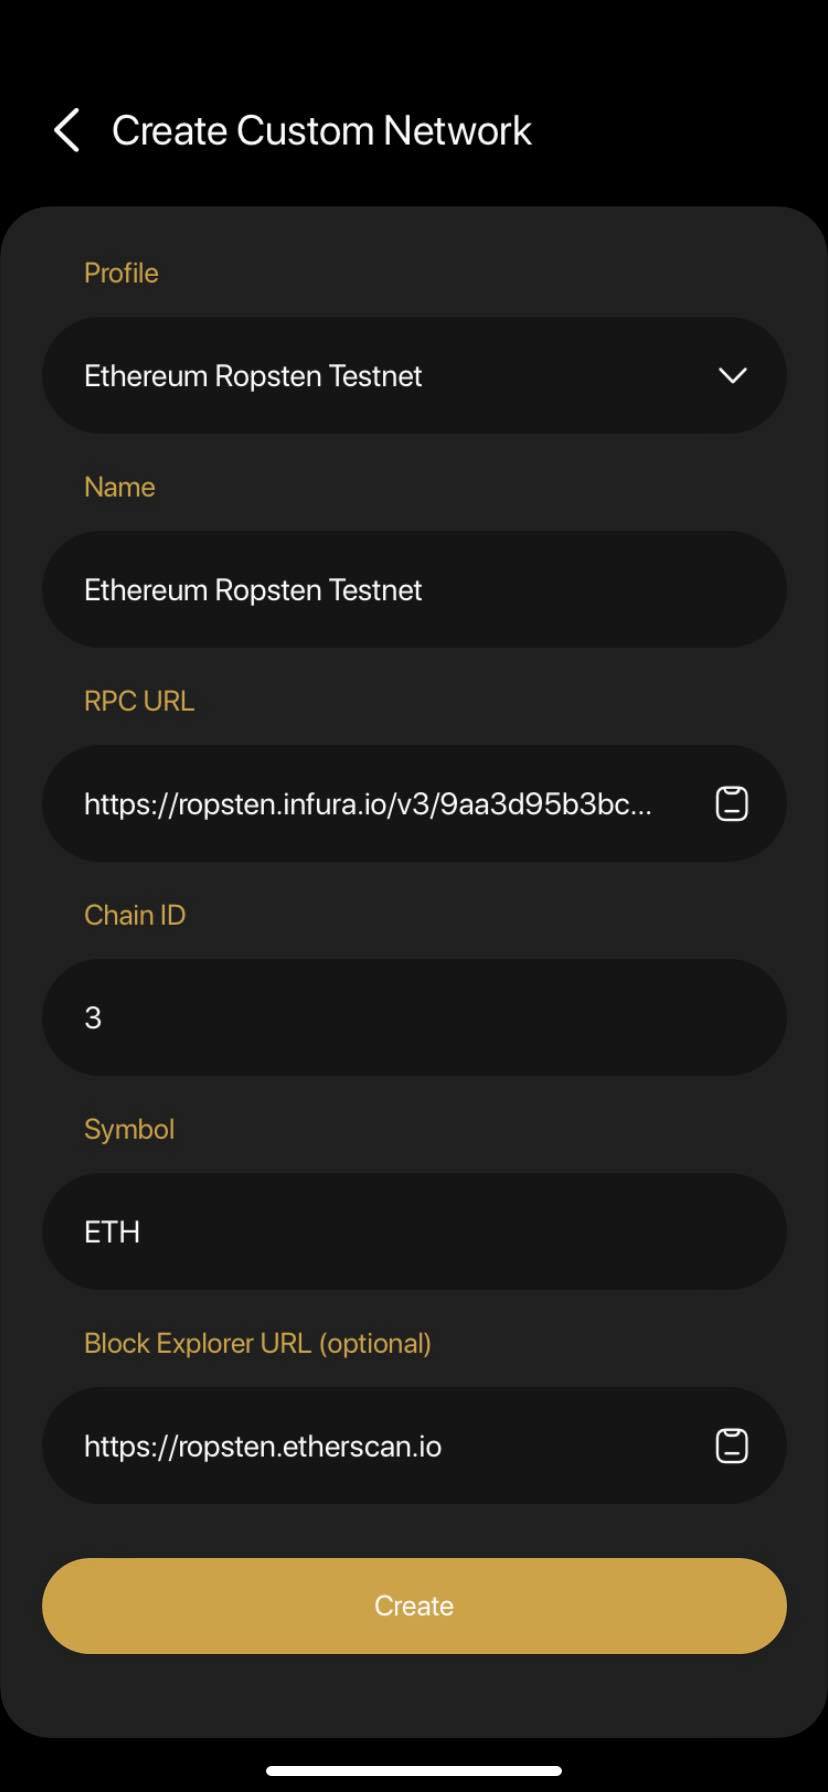 Create Custom Network
Profile
Ethereum Ropsten Testnet
Name
Ethereum Ropsten Testnet
RPC URL
https://ropsten.infura.io/v3/9aa3d95b3bc...
Chain ID
3
Symbol
ETH
Block Explorer URL (optional)
https://ropsten.etherscan.io
Create